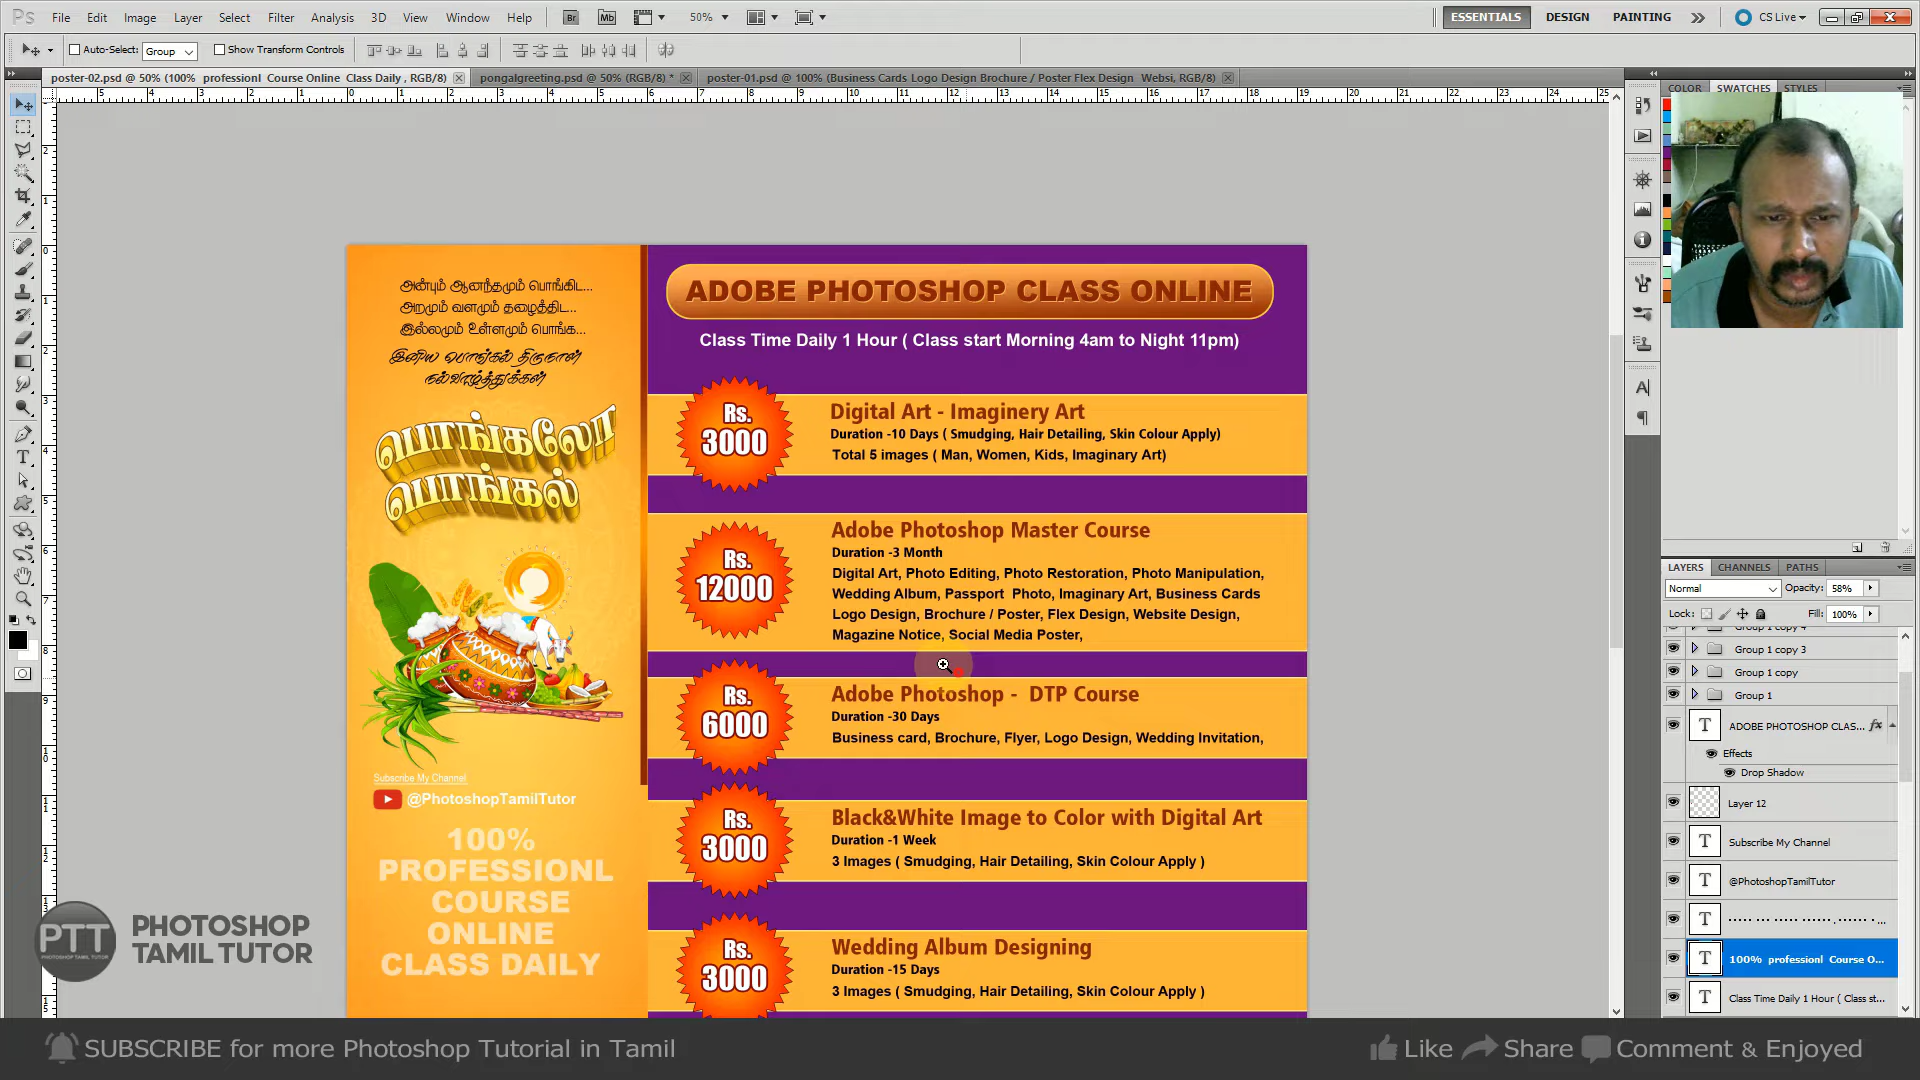 Ps File Edit Image Layer Select Filter Analysis 3D View Window Help Br Mb 50% ESSENTIALS DESIGN PAINTING CS Live
Auto-Select: Group Show Transform Controls
poster-02.psd @ 50% (100% professionl Course Online Class Daily , RGB/8) pongalgreeting.psd @ 50% (RGB/8) * poster-01.psd @ 100% (Business Cards Logo Design Brochure / Poster Flex Design Websi, RGB/8)
COLOR SWATCHES STYLES
அன்பும் ஆனந்தமும் பொங்கிட...
அறமும் வளமும் தழைத்திட...
இல்லமும் உள்ளமும் பொங்க...
இனிய பொங்கல் திருநாள்
நல்வாழ்த்துக்கள்
பொங்கலோ
பொங்கல்
Subscribe My Channel
@PhotoshopTamilTutor
100%
PROFESSIONL
COURSE
ONLINE
CLASS DAILY
ADOBE PHOTOSHOP CLASS ONLINE
Class Time Daily 1 Hour ( Class start Morning 4am to Night 11pm)
Rs.
3000
Digital Art - Imaginery Art
Duration -10 Days ( Smudging, Hair Detailing, Skin Colour Apply)
Total 5 images ( Man, Women, Kids, Imaginary Art)
Rs.
12000
Adobe Photoshop Master Course
Duration -3 Month
Digital Art, Photo Editing, Photo Restoration, Photo Manipulation,
Wedding Album, Passport Photo, Imaginary Art, Business Cards
Logo Design, Brochure / Poster, Flex Design, Website Design,
Magazine Notice, Social Media Poster,
Rs.
6000
Adobe Photoshop - DTP Course
Duration -30 Days
Business card, Brochure, Flyer, Logo Design, Wedding Invitation,
Rs.
3000
Black&White Image to Color with Digital Art
Duration -1 Week
3 Images ( Smudging, Hair Detailing, Skin Colour Apply )
Rs.
3000
Wedding Album Designing
Duration -15 Days
3 Images ( Smudging, Hair Detailing, Skin Colour Apply )
LAYERS CHANNELS PATHS
Normal Opacity: 58%
Lock: Fill: 100%
Group 1 copy 4
Group 1 copy 3
Group 1 copy
Group 1
ADOBE PHOTOSHOP CLAS... fx
Effects
Drop Shadow
Layer 12
Subscribe My Channel
@PhotoshopTamilTutor
100% professionl Course O...
Class Time Daily 1 Hour ( Class st...
PTT
PHOTOSHOP TAMIL TUTOR
PHOTOSHOP
TAMIL TUTOR
SUBSCRIBE for more Photoshop Tutorial in Tamil
Like Share Comment & Enjoyed